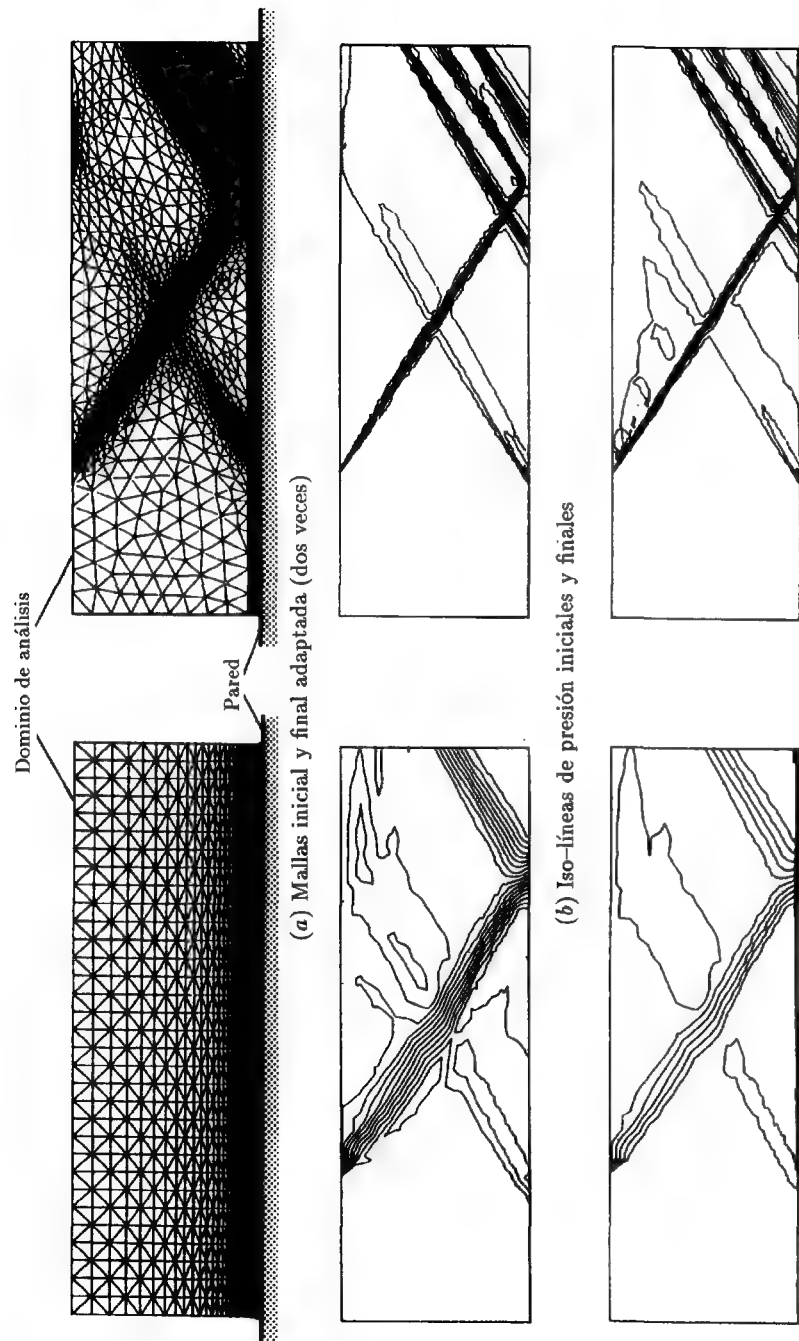 Dominio de análisis
Pared
(a) Mallas inicial y final adaptada (dos veces)
(b) Iso–líneas de presión iniciales y finales